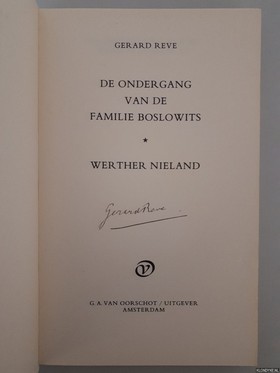 GERARD REVE
DE ONDERGANG
VAN DE
FAMILIE BOSLOWITS
*
WERTHER NIELAND
Gerard Reve
G. A. VAN OORSCHOT / UITGEVER
AMSTERDAM